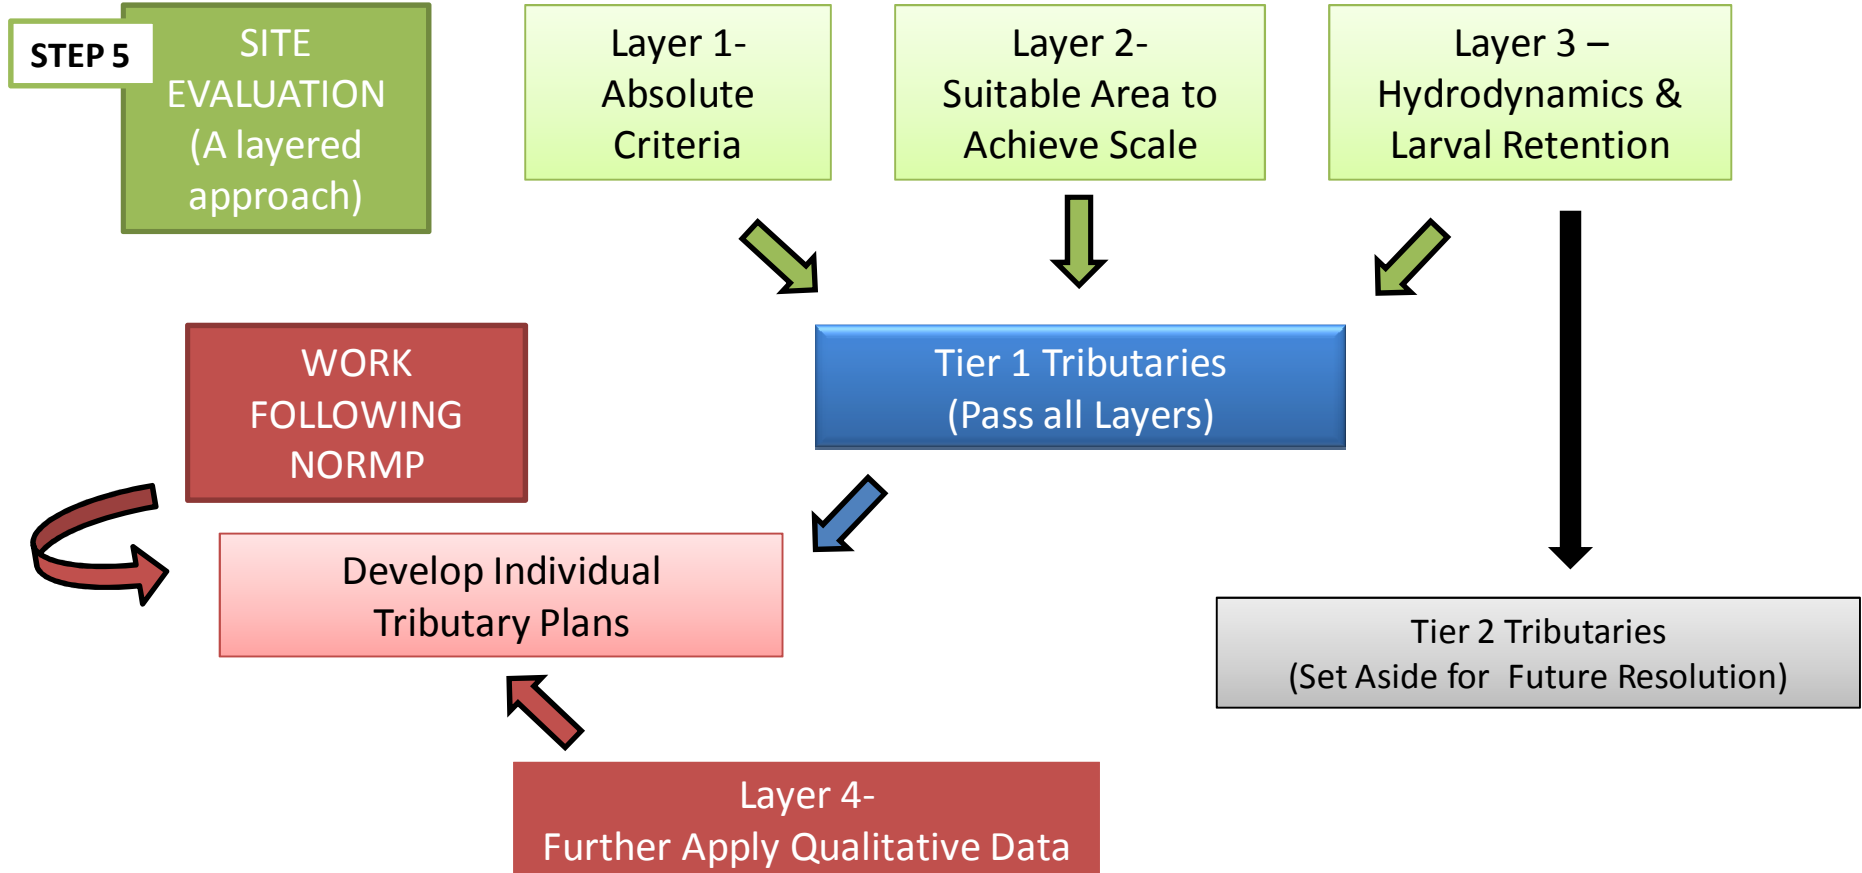 STEP 5
SITE
EVALUATION
(A layered
approach)
Layer 1-
Absolute
Criteria
Layer 2-
Suitable Area to
Achieve Scale
Layer 3 –
Hydrodynamics &
Larval Retention
WORK
FOLLOWING
NORMP
Tier 1 Tributaries
(Pass all Layers)
Develop Individual
Tributary Plans
Tier 2 Tributaries
(Set Aside for  Future Resolution)
Layer 4-
Further Apply Qualitative Data